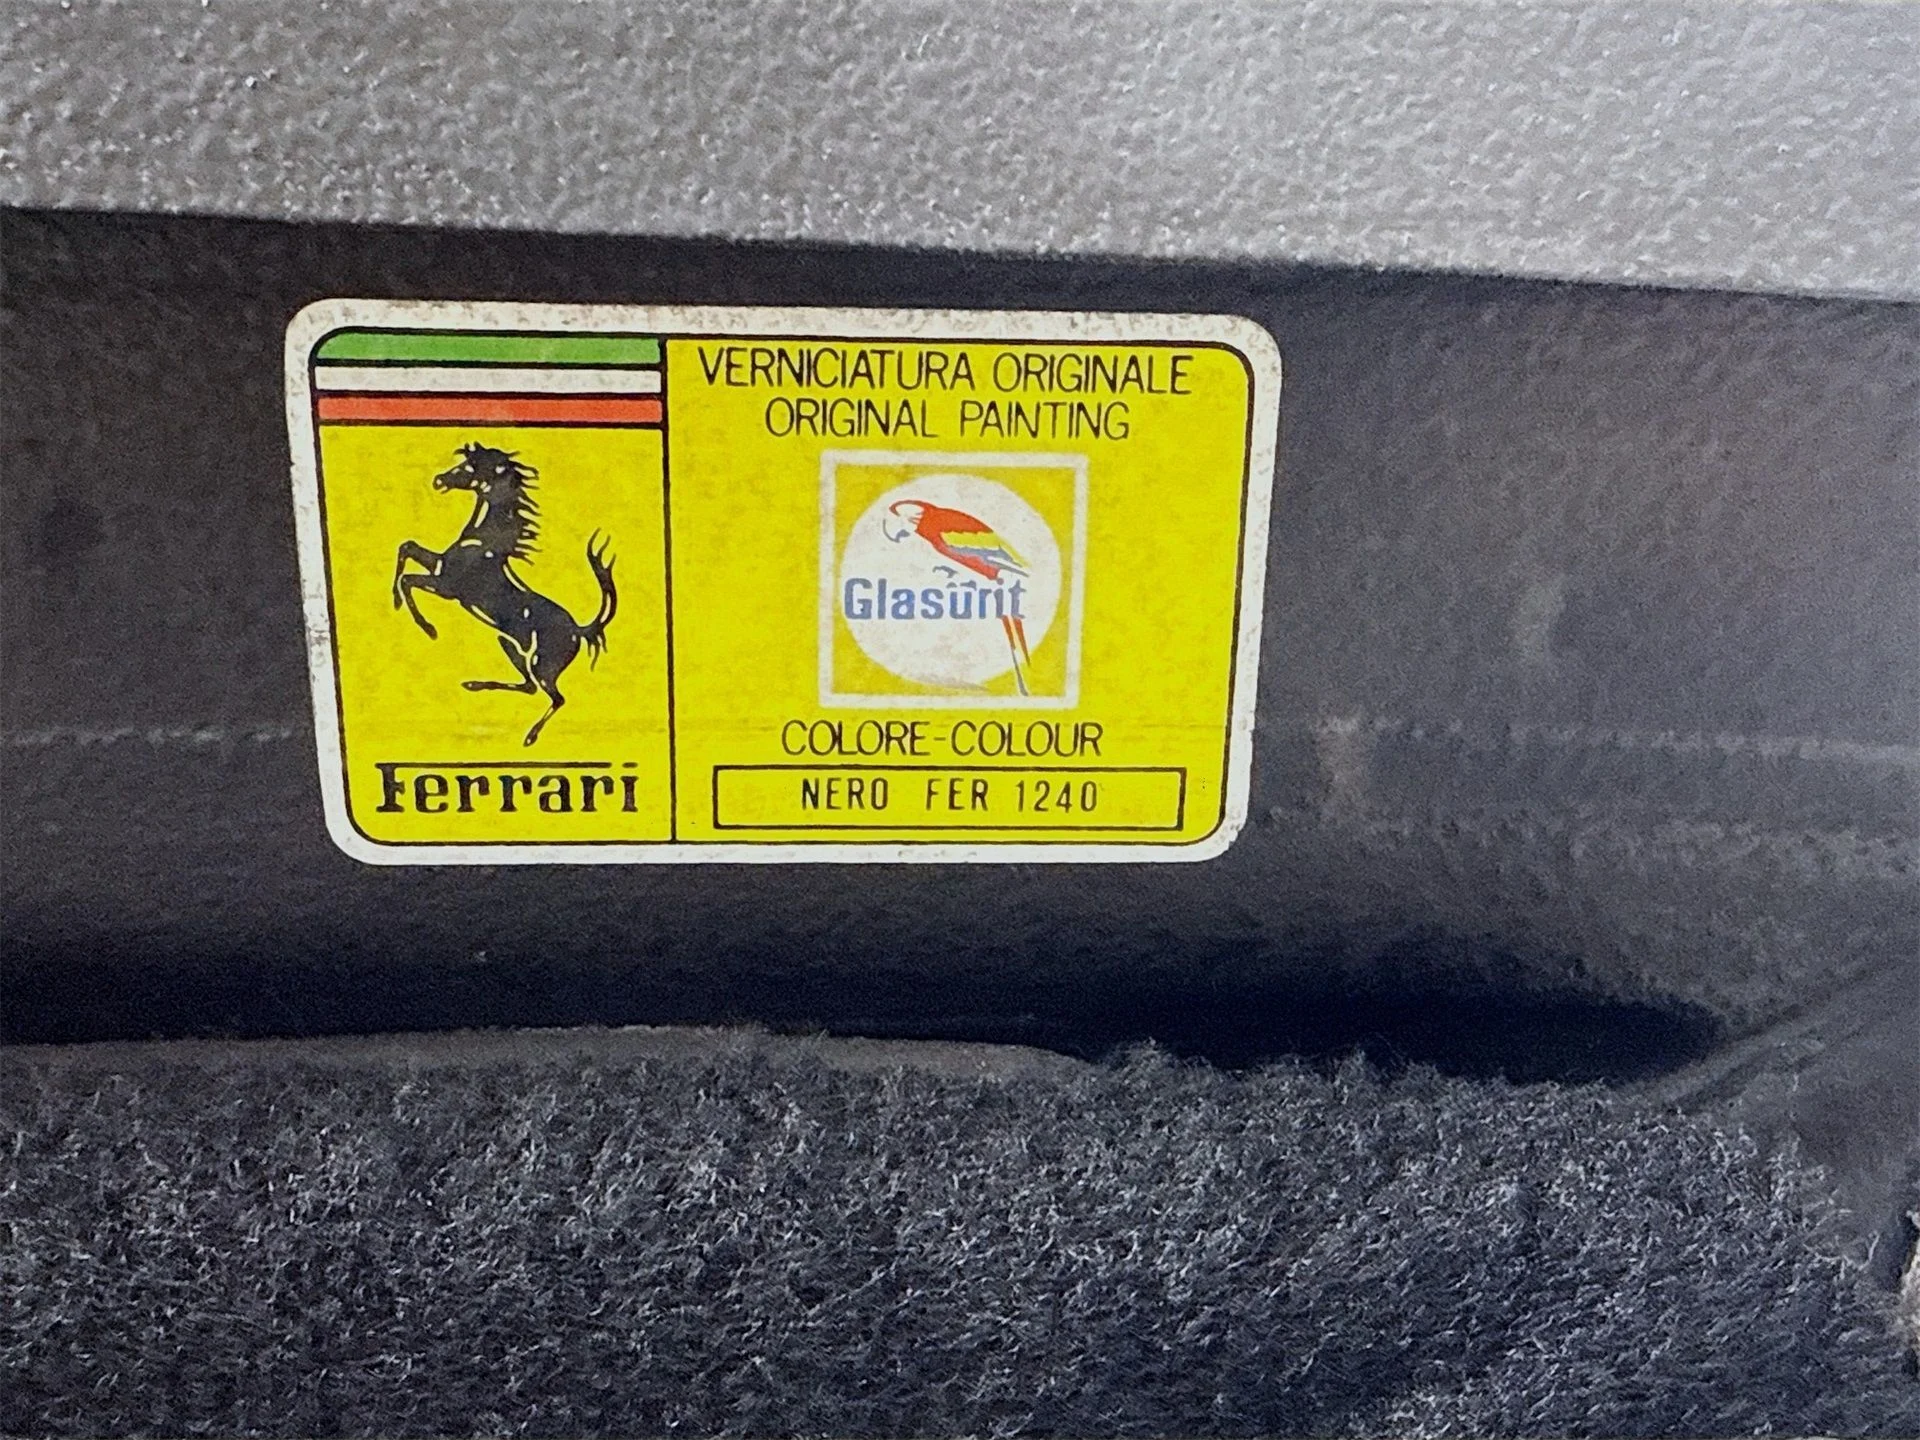 VERNICIATURA ORIGINALE
ORIGINAL PAINTING
Glasurit
COLORE-COLOUR
NERO FER 1240
Ferrari